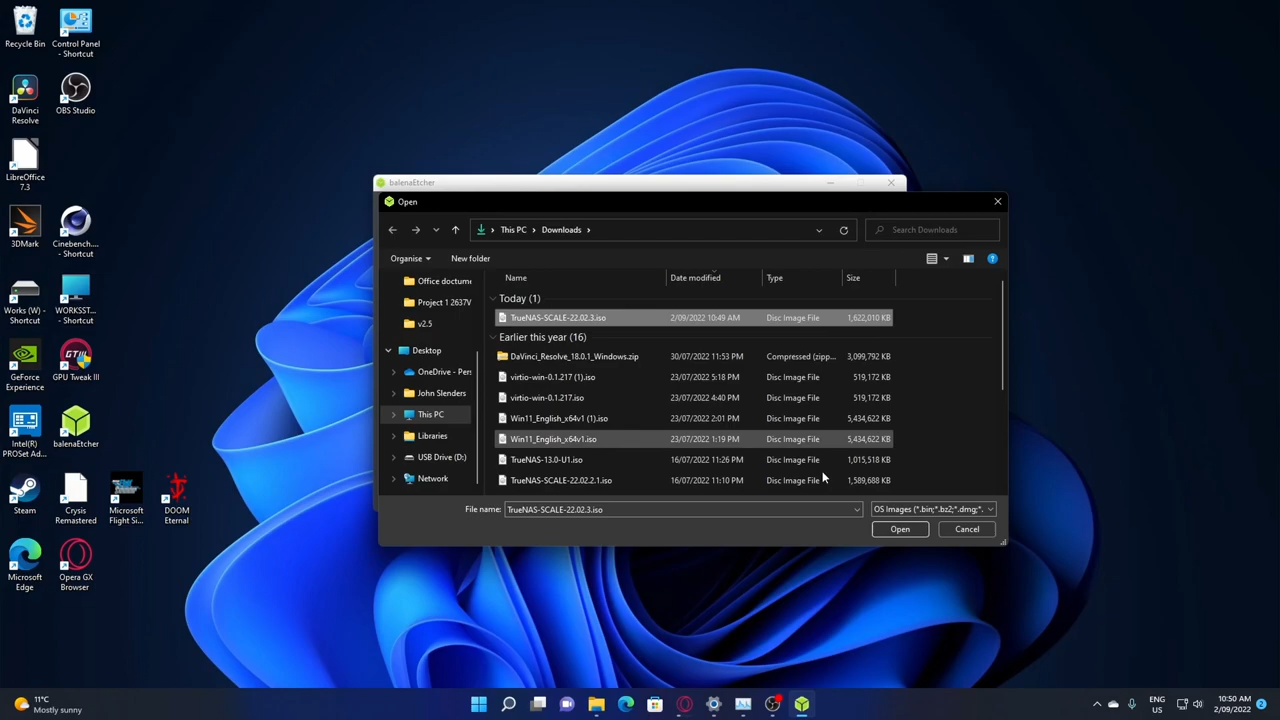 Recycle Bin
Control Panel
- Shortcut
DaVinci
Resolve
OBS Studio
LibreOffice
7.3
3DMark
Cinebench....
- Shortcut
Works (W) -
Shortcut
WORKSST...
- Shortcut
GeForce
Experience
GPU Tweak III
Intel(R)
PROSet Ad...
balenaEtcher
Steam
Crysis
Remastered
Microsoft
Flight Si...
DOOM
Eternal
Microsoft
Edge
Opera GX
Browser
balenaEtcher
Open
This PC
Downloads
Search Downloads
Organise
New folder
Name
Date modified
Type
Size
Office docume
Project 1 2637V
v2.5
Desktop
OneDrive - Pers
John Slenders
This PC
Libraries
USB Drive (D:)
Network
Today (1)
TrueNAS-SCALE-22.02.3.iso 2/09/2022 10:49 AM Disc Image File 1,622,010 KB
Earlier this year (16)
DaVinci_Resolve_18.0.1_Windows.zip 30/07/2022 11:53 PM Compressed (zipp... 3,099,792 KB
virtio-win-0.1.217 (1).iso 23/07/2022 5:18 PM Disc Image File 519,172 KB
virtio-win-0.1.217.iso 23/07/2022 4:40 PM Disc Image File 519,172 KB
Win11_English_x64v1 (1).iso 23/07/2022 2:01 PM Disc Image File 5,434,622 KB
Win11_English_x64v1.iso 23/07/2022 1:19 PM Disc Image File 5,434,622 KB
TrueNAS-13.0-U1.iso 16/07/2022 11:26 PM Disc Image File 1,015,518 KB
TrueNAS-SCALE-22.02.2.1.iso 16/07/2022 11:10 PM Disc Image File 1,589,688 KB
File name: TrueNAS-SCALE-22.02.3.iso
OS Images (*.bin;*.bz2;*.dmg;*.
Open
Cancel
11°C
Mostly sunny
ENG
US
10:50 AM
2/09/2022
2